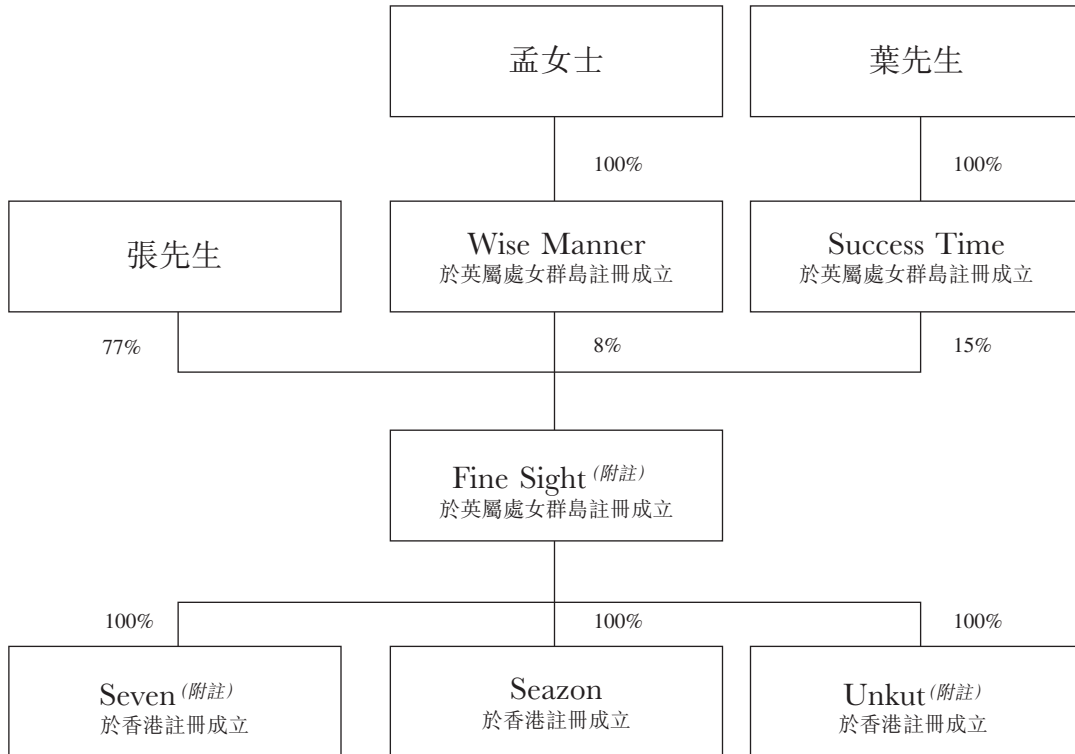 孟女士
葉先生
100%
100%
張先生
Wise Manner
於英屬處女群島註冊成立
Success Time
於英屬處女群島註冊成立
77%
8%
15%
Fine Sight (附註)
於英屬處女群島註冊成立
100%
100%
100%
Seven (附註)
於香港註冊成立
Seazon
於香港註冊成立
Unkut (附註)
於香港註冊成立